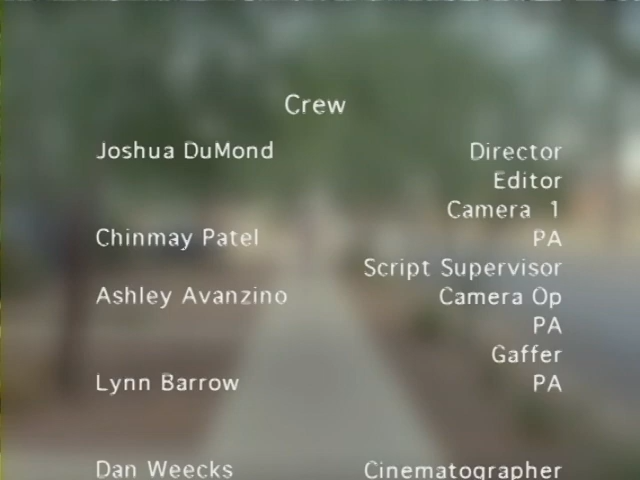 Crew
Joshua DuMond Director
Editor
Camera 1
Chinmay Patel PA
Script Supervisor
Ashley Avanzino Camera Op
PA
Gaffer
Lynn Barrow PA
Dan Weecks Cinematographer